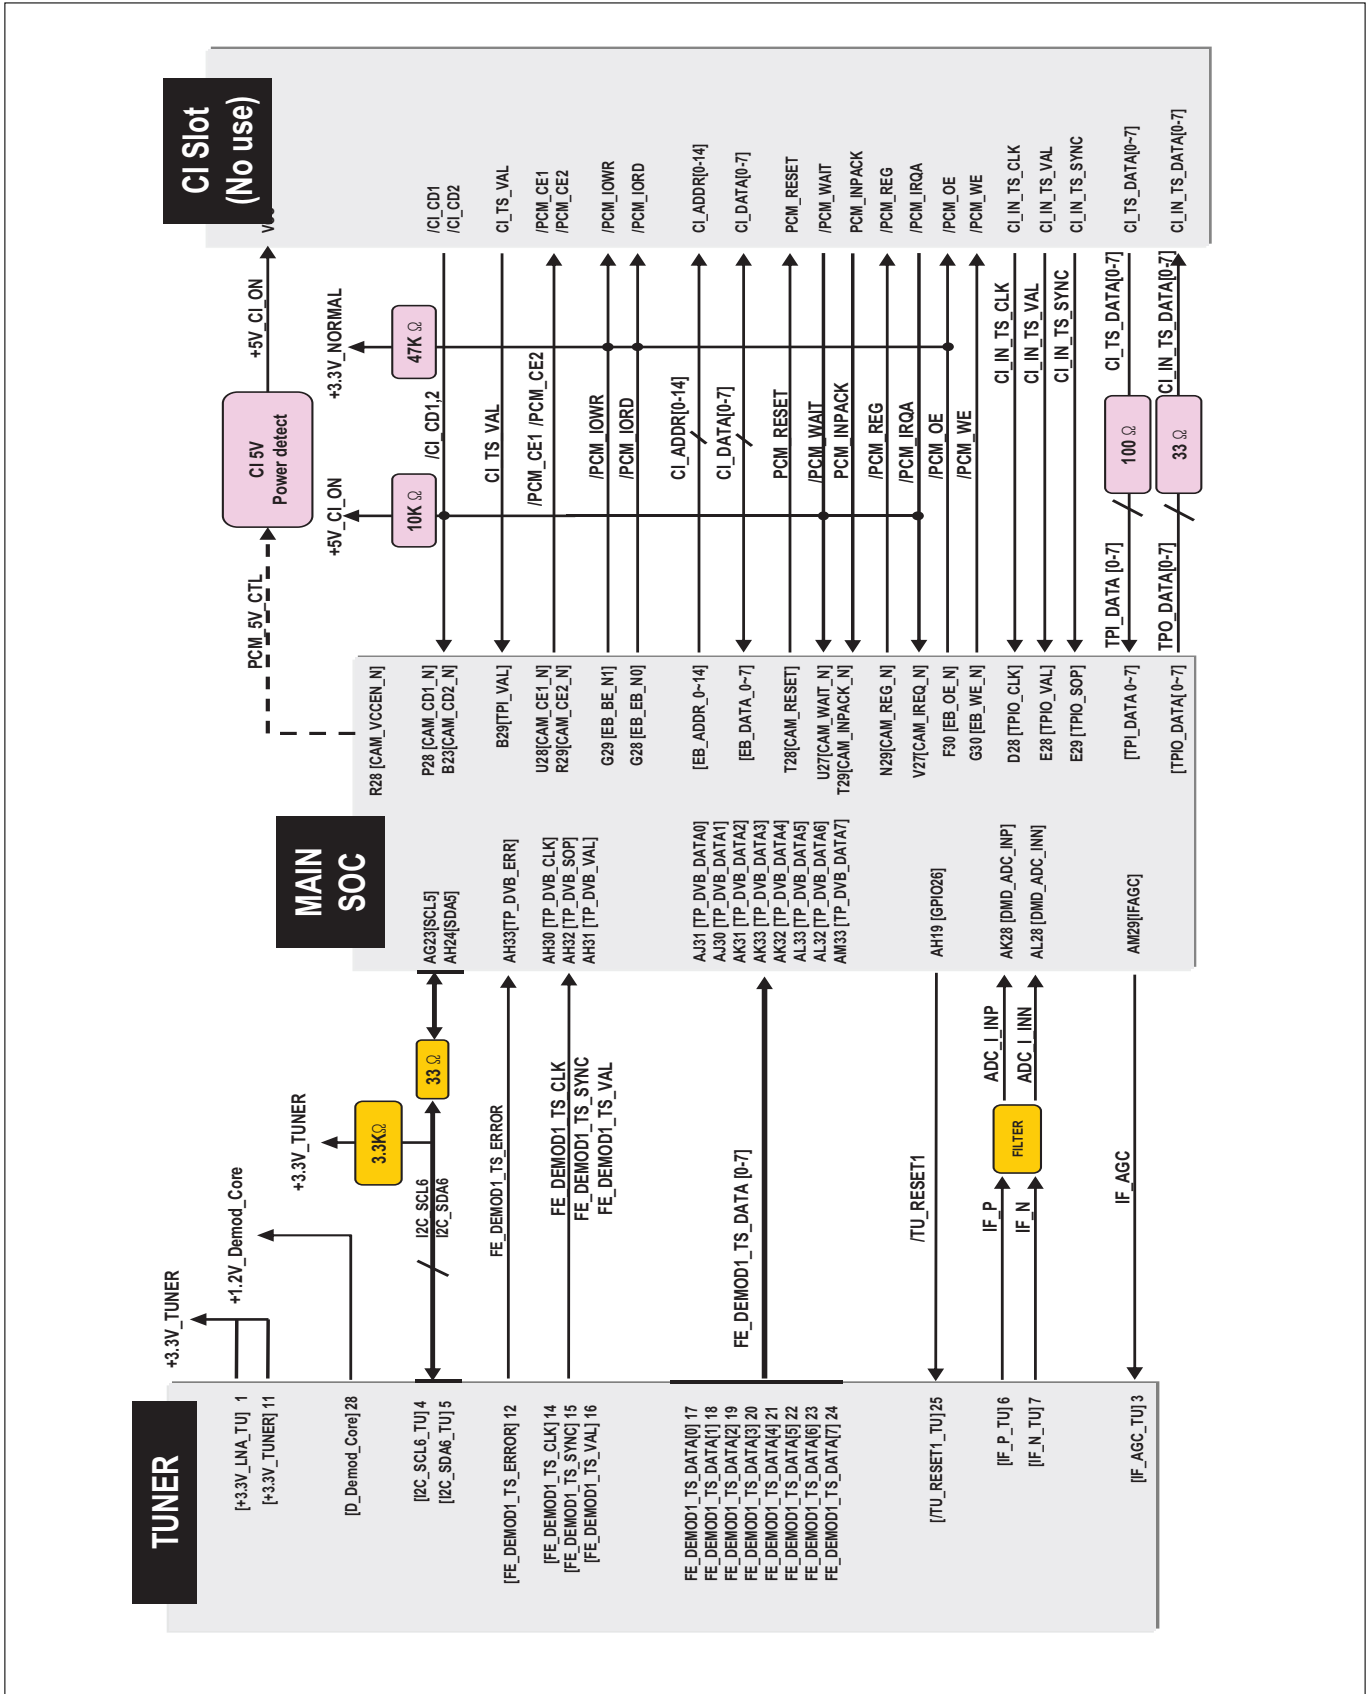 TUNER
[+3.3V_LNA_TU] 1
[+3.3V_TUNER] 11
[D_Demod_Core] 28
[I2C_SCL6_TU] 4
[I2C_SDA6_TU] 5
[FE_DEMOD1_TS_ERROR] 12
[FE_DEMOD1_TS_CLK] 14
[FE_DEMOD1_TS_SYNC] 15
[FE_DEMOD1_TS_VAL] 16
FE_DEMOD1_TS_DATA[0] 17
FE_DEMOD1_TS_DATA[1] 18
FE_DEMOD1_TS_DATA[2] 19
FE_DEMOD1_TS_DATA[3] 20
FE_DEMOD1_TS_DATA[4] 21
FE_DEMOD1_TS_DATA[5] 22
FE_DEMOD1_TS_DATA[6] 23
FE_DEMOD1_TS_DATA[7] 24
[/TU_RESET1_TU] 25
[IF_P_TU] 6
[IF_N_TU] 7
[IF_AGC_TU] 3
+3.3V_TUNER
+1.2V_Demod_Core
+3.3V_TUNER
3.3KΩ
33 Ω
I2C_SCL6
I2C_SDA6
FE_DEMOD1_TS_ERROR
FE_DEMOD1_TS_CLK
FE_DEMOD1_TS_SYNC
FE_DEMOD1_TS_VAL
FE_DEMOD1_TS_DATA [0-7]
/TU_RESET1
IF_P
IF_N
FILTER
ADC_I_INP
ADC_I_INN
IF_AGC
MAIN
SOC
AG23[SCL5]
AH24[SDA5]
AH33[TP_DVB_ERR]
AH30 [TP_DVB_CLK]
AH32 [TP_DVB_SOP]
AH31 [TP_DVB_VAL]
AJ31 [TP_DVB_DATA0]
AJ30 [TP_DVB_DATA1]
AK31 [TP_DVB_DATA2]
AK33 [TP_DVB_DATA3]
AK32 [TP_DVB_DATA4]
AL33 [TP_DVB_DATA5]
AL32 [TP_DVB_DATA6]
AM33 [TP_DVB_DATA7]
AH19 [GPIO26]
AK28 [DMD_ADC_INP]
AL28 [DMD_ADC_INN]
AM29[IFAGC]
R28 [CAM_VCCEN_N]
P28 [CAM_CD1_N]
B23[CAM_CD2_N]
B29[TPI_VAL]
U28[CAM_CE1_N]
R29[CAM_CE2_N]
G29 [EB_BE_N1]
G28 [EB_EB_N0]
[EB_ADDR_0~14]
[EB_DATA_0~7]
T28[CAM_RESET]
U27[CAM_WAIT_N]
T29[CAM_INPACK_N]
N29[CAM_REG_N]
V27[CAM_IREQ_N]
F30 [EB_OE_N]
G30 [EB_WE_N]
D28 [TPIO_CLK]
E28 [TPIO_VAL]
E29 [TPIO_SOP]
[TPI_DATA 0~7]
[TPIO_DATA[ 0~7]
PCM_5V_CTL
CI 5V
Power detect
+5V_CI_ON
+5V_CI_ON
+3.3V_NORMAL
10K Ω
47K Ω
/CI_CD1,2
CI_TS_VAL
/PCM_CE1 /PCM_CE2
/PCM_IOWR
/PCM_IORD
CI_ADDR[0-14]
CI_DATA[0-7]
PCM_RESET
/PCM_WAIT
PCM_INPACK
/PCM_REG
/PCM_IRQA
/PCM_OE
/PCM_WE
CI_IN_TS_CLK
CI_IN_TS_VAL
CI_IN_TS_SYNC
TPI_DATA [0-7]
100 Ω
CI_TS_DATA[0-7]
TPO_DATA[0-7]
33 Ω
CI_IN_TS_DATA[0-7]
CI Slot
(No use)
/CI_CD1
/CI_CD2
CI_TS_VAL
/PCM_CE1
/PCM_CE2
/PCM_IOWR
/PCM_IORD
CI_ADDR[0-14]
CI_DATA[0-7]
PCM_RESET
/PCM_WAIT
PCM_INPACK
/PCM_REG
/PCM_IRQA
/PCM_OE
/PCM_WE
CI_IN_TS_CLK
CI_IN_TS_VAL
CI_IN_TS_SYNC
CI_TS_DATA[0~7]
CI_IN_TS_DATA[0-7]